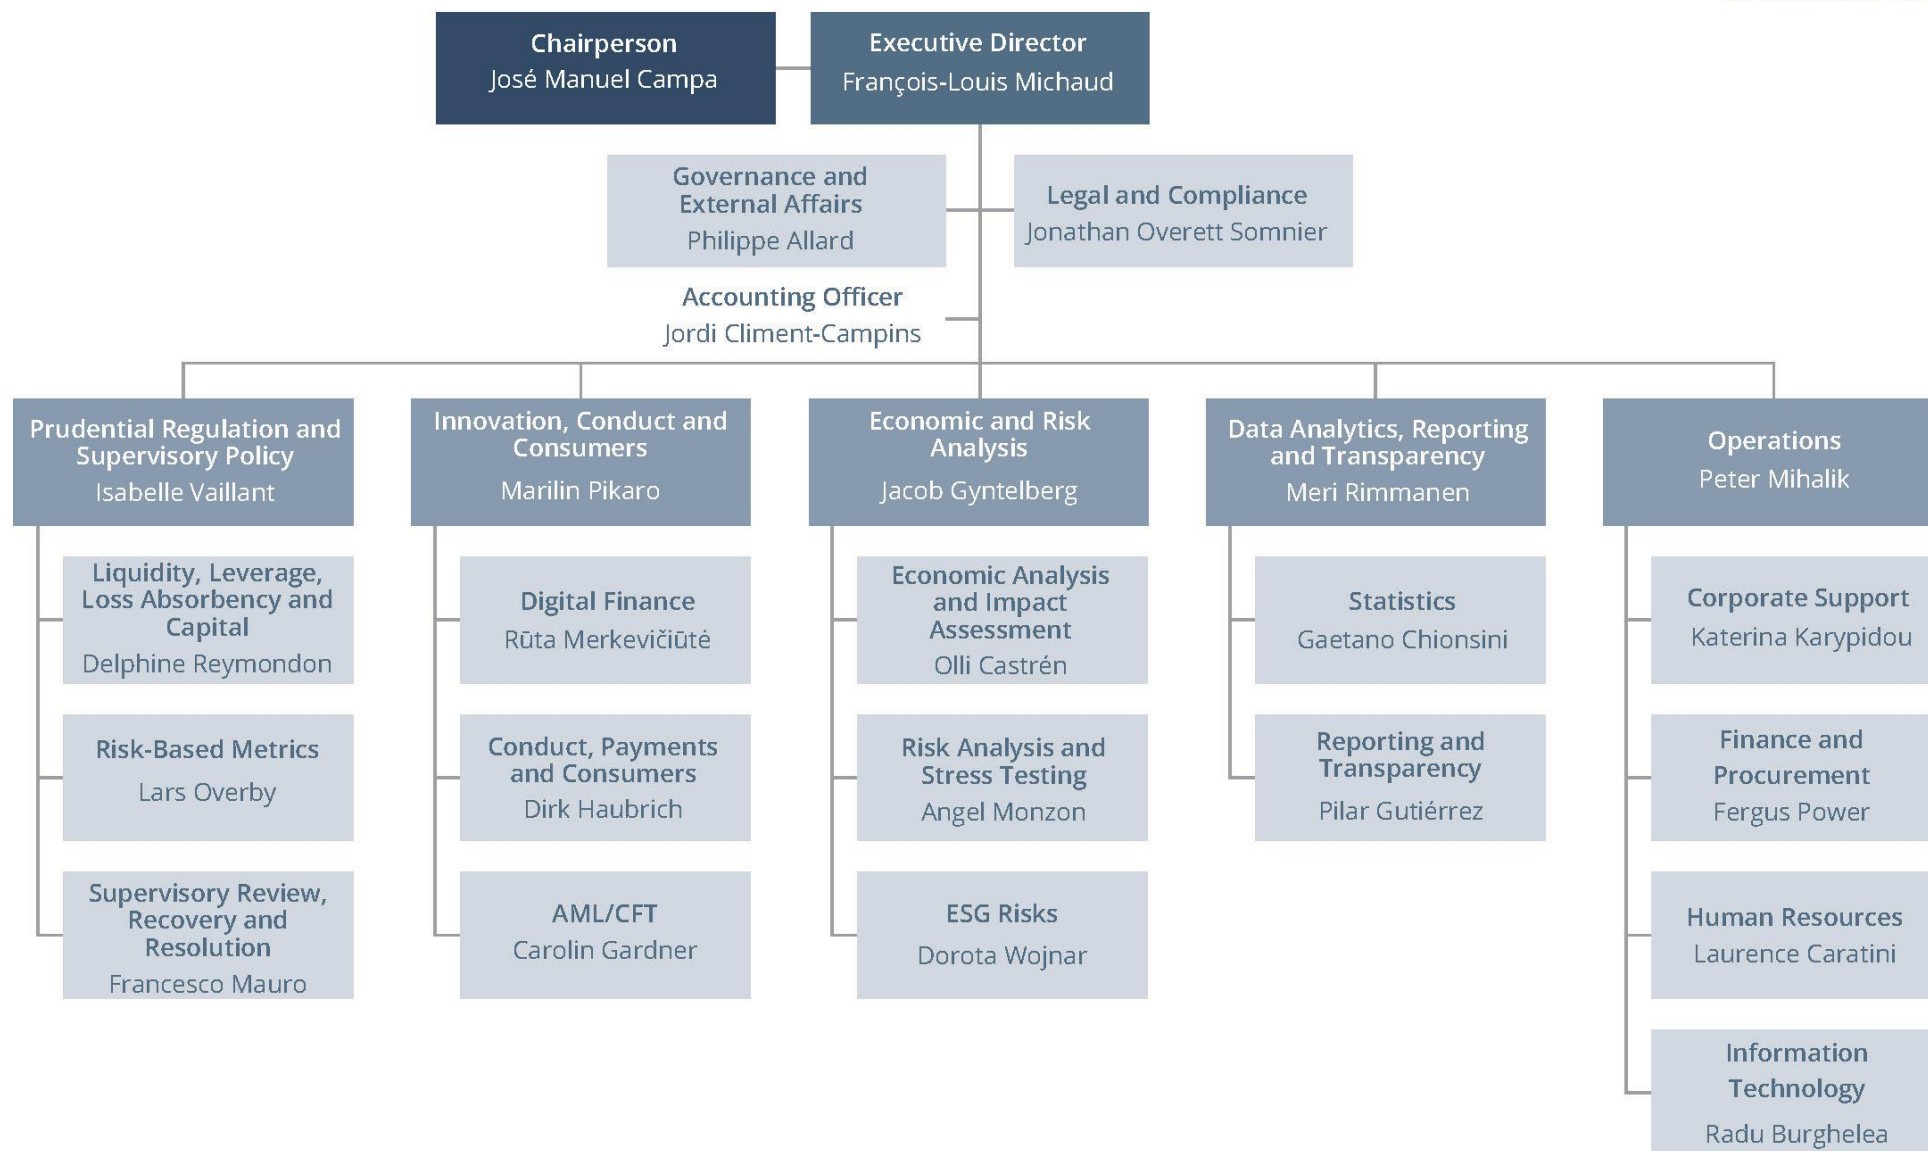 Chairperson
José Manuel Campa
Executive Director
François-Louis Michaud
Governance and
External Affairs
Philippe Allard
Legal and Compliance
Jonathan Overett Somnier
Accounting Officer
Jordi Climent-Campins
Prudential Regulation and
Supervisory Policy
Isabelle Vaillant
Liquidity, Leverage,
Loss Absorbency and
Capital
Delphine Reymondon
Risk-Based Metrics
Lars Overby
Supervisory Review,
Recovery and
Resolution
Francesco Mauro
Innovation, Conduct and
Consumers
Marilin Pikaro
Digital Finance
Rūta Merkevičiūtė
Conduct, Payments
and Consumers
Dirk Haubrich
AML/CFT
Carolin Gardner
Economic and Risk
Analysis
Jacob Gyntelberg
Economic Analysis
and Impact
Assessment
Olli Castrén
Risk Analysis and
Stress Testing
Angel Monzon
ESG Risks
Dorota Wojnar
Data Analytics, Reporting
and Transparency
Meri Rimmanen
Statistics
Gaetano Chionsini
Reporting and
Transparency
Pilar Gutiérrez
Operations
Peter Mihalik
Corporate Support
Katerina Karypidou
Finance and
Procurement
Fergus Power
Human Resources
Laurence Caratini
Information
Technology
Radu Burghelea